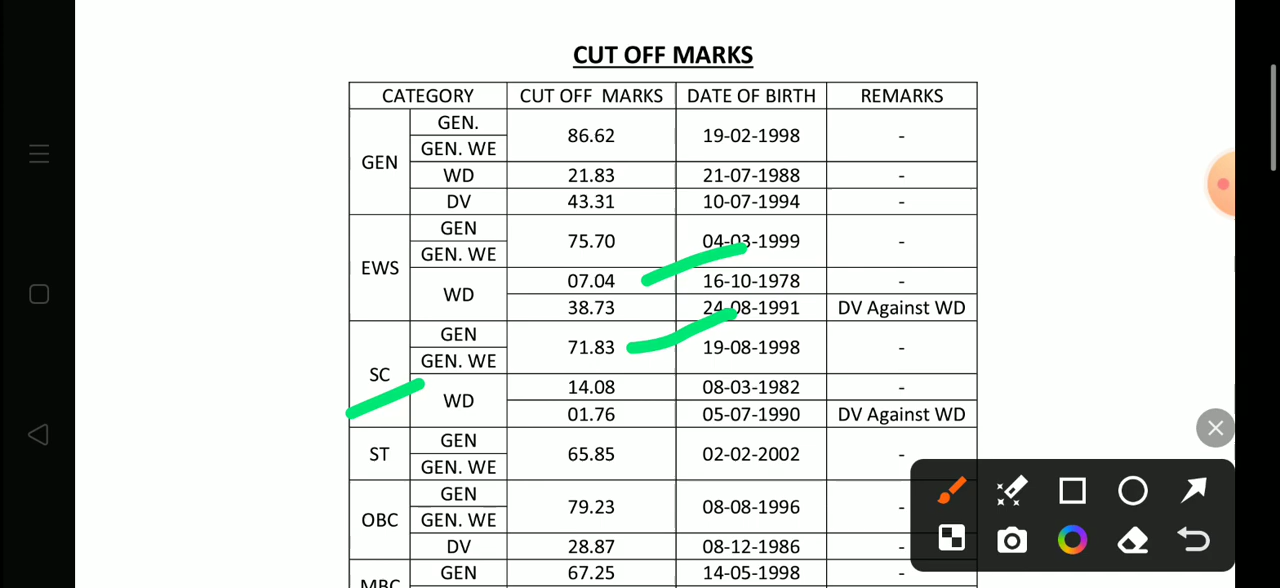 CUT OFF MARKS
CATEGORY CUT OFF MARKS DATE OF BIRTH REMARKS
GEN GEN. 86.62 19-02-1998 -
GEN. WE
WD 21.83 21-07-1988 -
DV 43.31 10-07-1994 -
EWS GEN 75.70 04-03-1999 -
GEN. WE
WD 07.04 16-10-1978 -
38.73 24-08-1991 DV Against WD
SC GEN 71.83 19-08-1998 -
GEN. WE
WD 14.08 08-03-1982 -
01.76 05-07-1990 DV Against WD
ST GEN 65.85 02-02-2002 -
GEN. WE
OBC GEN 79.23 08-08-1996 -
GEN. WE
DV 28.87 08-12-1986 -
MBC GEN 67.25 14-05-1998 -